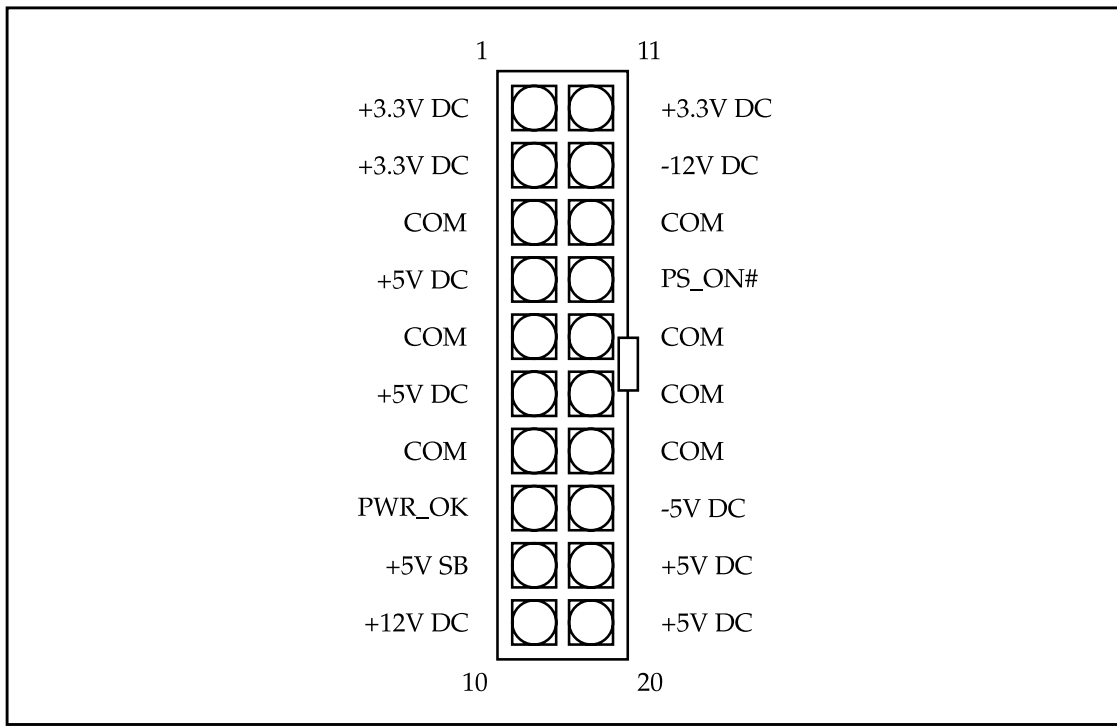 1 11
+3.3V DC +3.3V DC
+3.3V DC -12V DC
COM COM
+5V DC PS_ON#
COM COM
+5V DC COM
COM COM
PWR_OK -5V DC
+5V SB +5V DC
+12V DC +5V DC
10 20